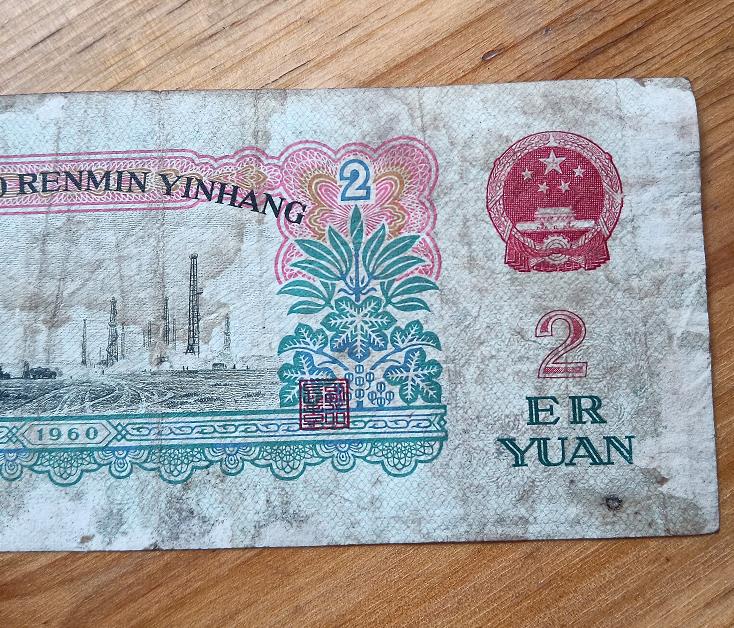 RENMIN YINHANG
2
2
ER
YUAN
1960